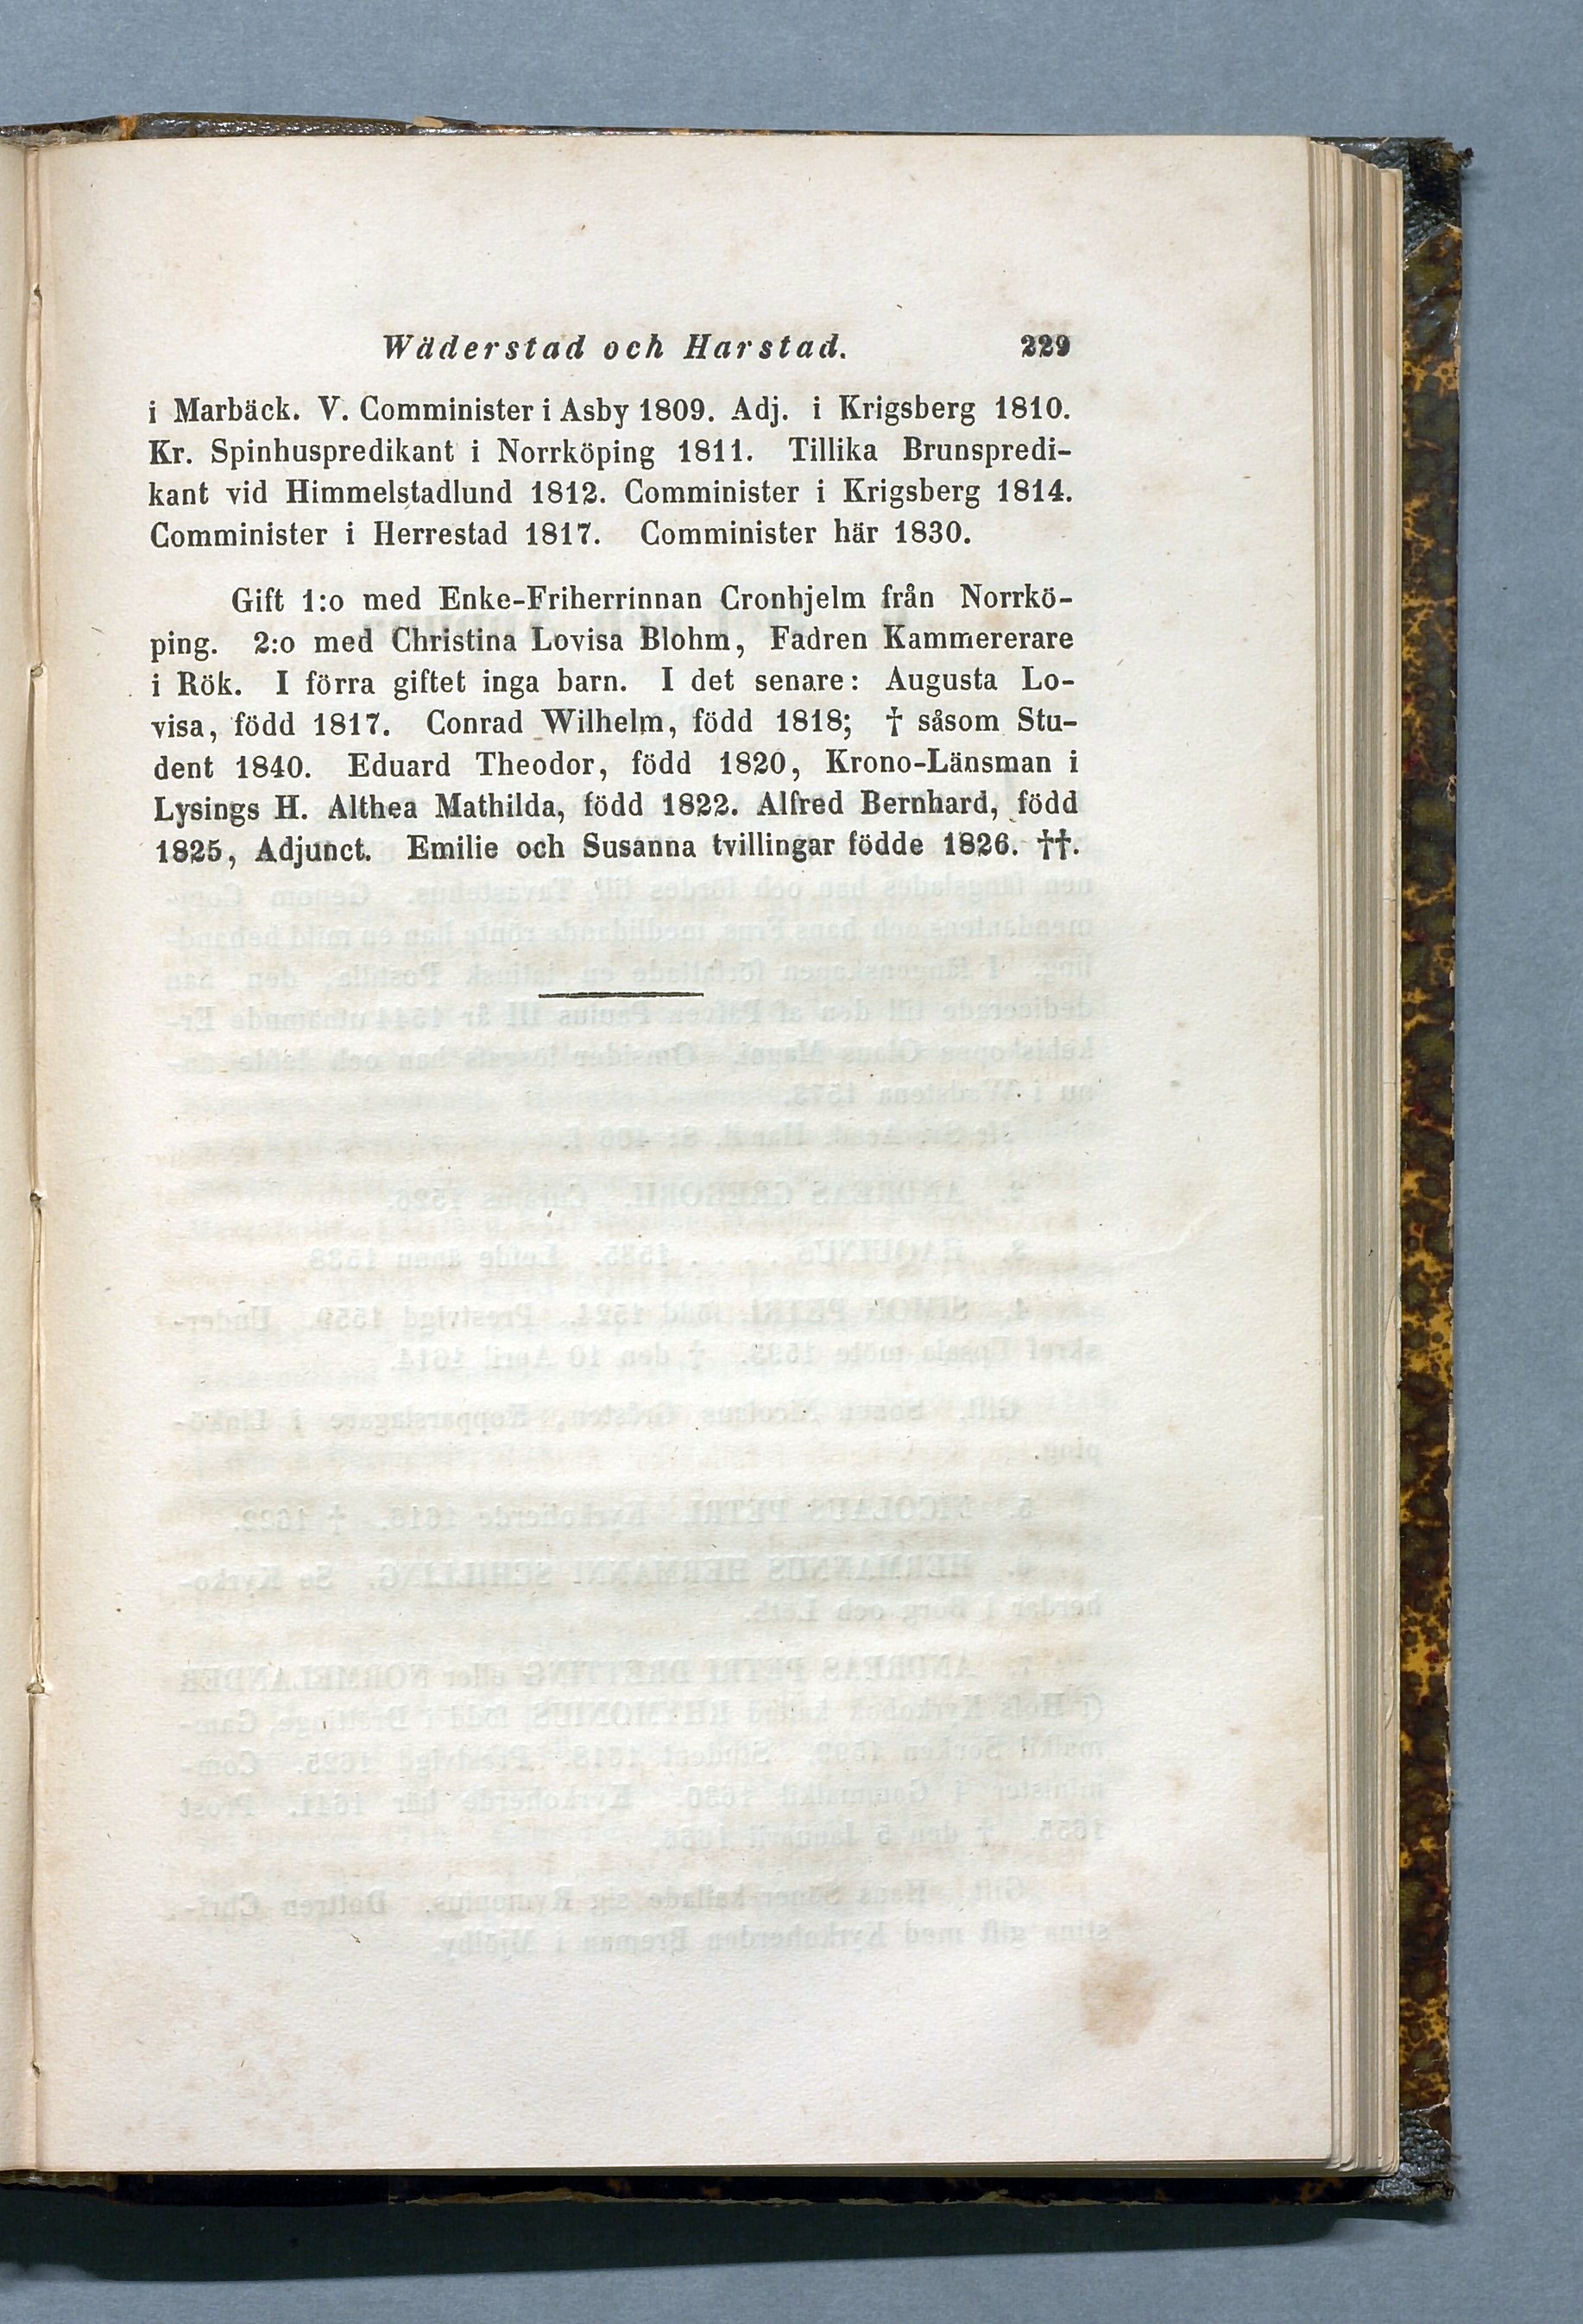 Wäderstad och Harstad. 229
i Marbäck. V. Comminister i Asby 1809. Adj. i Krigsberg 1810.
Kr. Spinhuspredikant i Norrköping 1811. Tillika Brunspredi-
kant vid Himmelstadlund 1812. Comminister i Krigsberg 1814.
Comminister i Herrestad 1817. Comminister här 1830.
Gift 1:o med Enke-Friherrinnan Cronhjelm från Norrkö-
ping. 2:o med Christina Lovisa Blohm, Fadren Kammererare
i Rök. I förra giftet inga barn. I det senare: Augusta Lo-
visa, född 1817. Conrad Wilhelm, född 1818; † såsom Stu-
dent 1840. Eduard Theodor, född 1820, Krono-Länsman i
Lysings H. Althea Mathilda, född 1822. Alfred Bernhard, född
1825, Adjunct. Emilie och Susanna tvillingar födde 1826. ††.